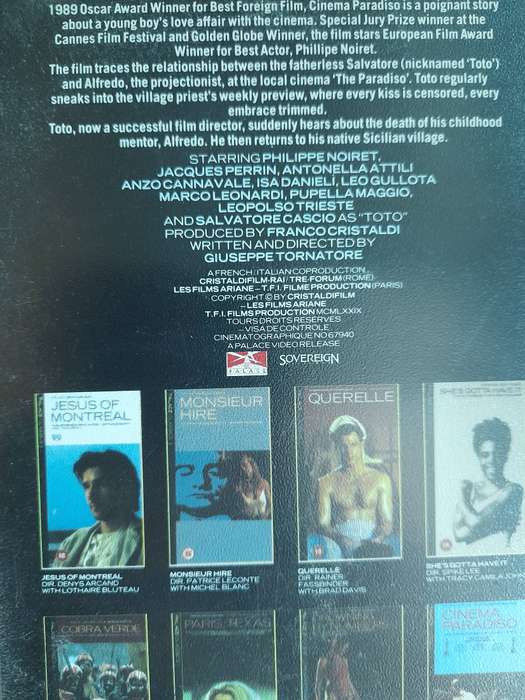 1989 Oscar Award Winner for Best Foreign Film, Cinema Paradiso is a poignant story
about a young boy's love affair with the cinema. Special Jury Prize winner at the
Cannes Film Festival and Golden Globe Winner, the film stars European Film Award
Winner for Best Actor, Phillipe Noiret.
The film traces the relationship between the fatherless Salvatore (nicknamed 'Toto')
and Alfredo, the projectionist, at the local cinema 'The Paradiso'. Toto regularly
sneaks into the village priest's weekly preview, where every kiss is censored, every
embrace trimmed.
Toto, now a successful film director, suddenly hears about the death of his childhood
mentor, Alfredo. He then returns to his native Sicilian village.
STARRING PHILIPPE NOIRET,
JACQUES PERRIN, ANTONELLA ATTILI
ANZO CANNAVALE, ISA DANIELI, LEO GULLOTA
MARCO LEONARDI, PUPELLA MAGGIO,
LEOPOLSO TRIESTE
AND SALVATORE CASCIO AS "TOTO"
PRODUCED BY FRANCO CRISTALDI
WRITTEN AND DIRECTED BY
GIUSEPPE TORNATORE
A FRENCH/ITALIAN COPRODUCTION
CRISTALDIFILM-RAI/TRE-FORUM (ROME)
LES FILMS ARIANE – T.F.I. FILME PRODUCTION (PARIS)
COPYRIGHT © BY CRISTALDIFILM
– LES FILMS ARIANE
T.F.I. FILMS PRODUCTION MCMLXXIX
TOURS DROITS RESERVES
– VISA DE CONTROLE
CINEMATOGRAPHIQUE NO 67940
A PALACE VIDEO RELEASE
PALACE SOVEREIGN
JESUS OF
MONTREAL
MONSIEUR
HIRE
QUERELLE
SHE'S GOTTA HAVE IT
JESUS OF MONTREAL
DIR. DENYS ARCAND
WITH LOTHAIRE BLUTEAU
MONSIEUR HIRE
DIR. PATRICE LECONTE
WITH MICHEL BLANC
QUERELLE
DIR. RAINER
FASSBINDER
WITH BRAD DAVIS
SHE'S GOTTA HAVE IT
DIR. SPIKE LEE
WITH TRACY CAMILA
COBRA VERDE
PARIS, TEXAS
CINEMA
PARADISO